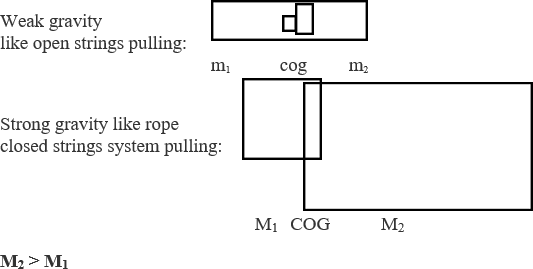 Weak gravity
like open strings pulling:
m₁ cog m₂
Strong gravity like rope
closed strings system pulling:
M₁ COG M₂
M₂ > M₁